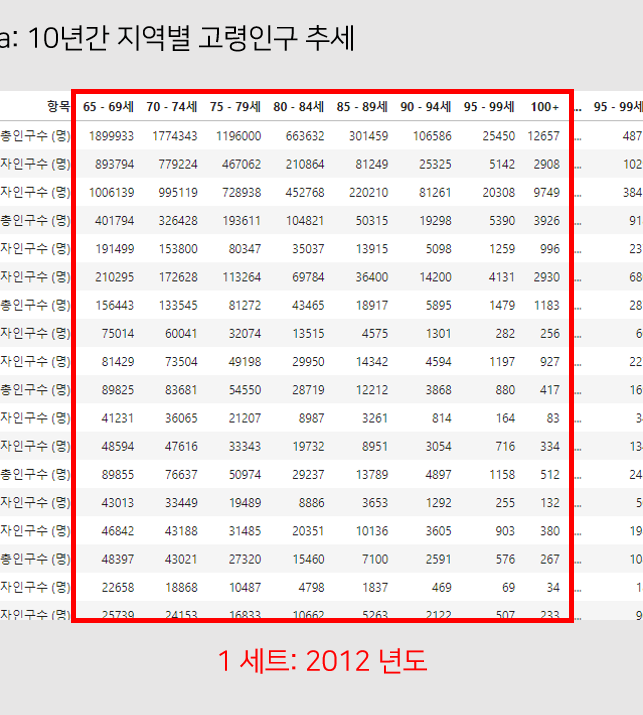 a: 10년간 지역별 고령인구 추세
항목 65 - 69세 70 - 74세 75 - 79세 80 - 84세 85 - 89세 90 - 94세 95 - 99세 100+ ... 95 - 99세
총인구수 (명) 1899933 1774343 1196000 663632 301459 106586 25450 12657 ... 487
자인구수 (명) 893794 779224 467062 210864 81249 25325 5142 2908 ... 102
자인구수 (명) 1006139 995119 728938 452768 220210 81261 20308 9749 ... 384
총인구수 (명) 401794 326428 193611 104821 50315 19298 5390 3926 ... 91
자인구수 (명) 191499 153800 80347 35037 13915 5098 1259 996 ... 23
자인구수 (명) 210295 172628 113264 69784 36400 14200 4131 2930 ... 68
총인구수 (명) 156443 133545 81272 43465 18917 5895 1479 1183 ... 28
자인구수 (명) 75014 60041 32074 13515 4575 1301 282 256 ... 6
자인구수 (명) 81429 73504 49198 29950 14342 4594 1197 927 ... 22
총인구수 (명) 89825 83681 54550 28719 12212 3868 880 417 ... 16
자인구수 (명) 41231 36065 21207 8987 3261 814 164 83 ... 3
자인구수 (명) 48594 47616 33343 19732 8951 3054 716 334 ... 13
총인구수 (명) 89855 76637 50974 29237 13789 4897 1158 512 ... 24
자인구수 (명) 43013 33449 19489 8886 3653 1292 255 132 ... 5
자인구수 (명) 46842 43188 31485 20351 10136 3605 903 380 ... 19
총인구수 (명) 48397 43021 27320 15460 7100 2591 576 267 ... 10
자인구수 (명) 22658 18868 10487 4798 1837 469 69 34 ... 1
자인구수 (명) 25739 24153 16833 10662 5263 2122 507 233 ... 9
1 세트: 2012 년도